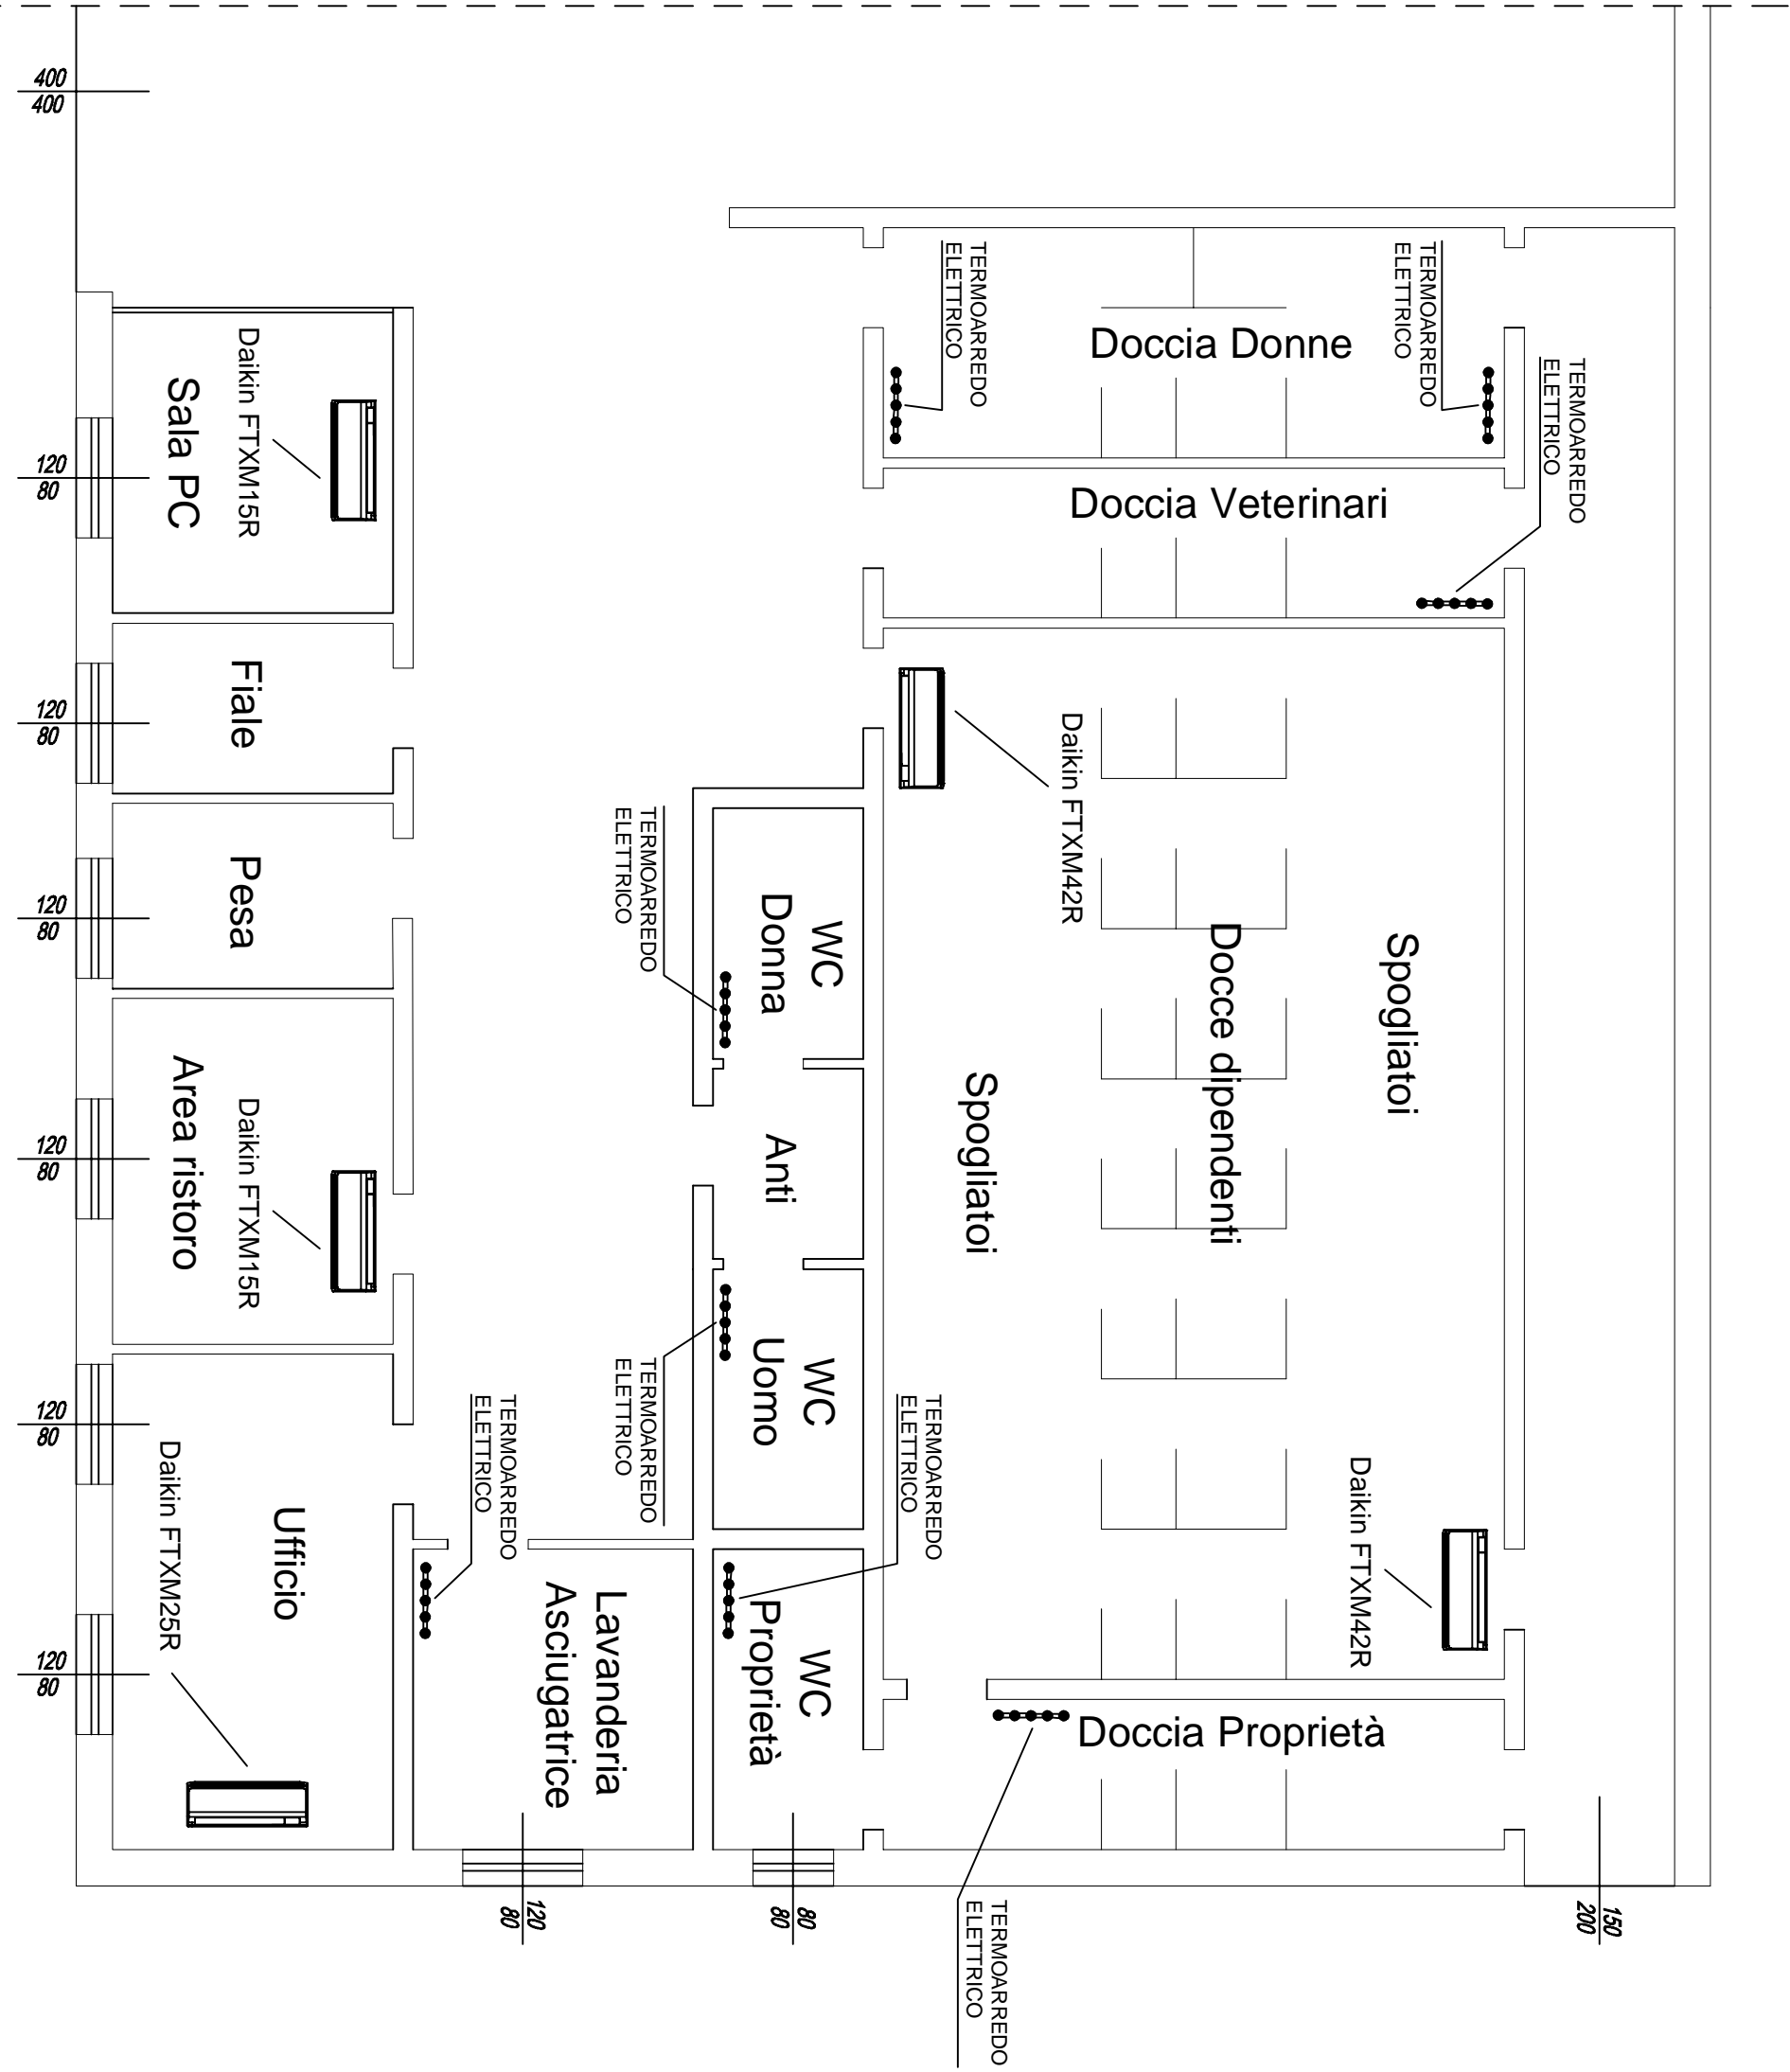 400
400
TERMOARREDO
ELETTRICO
TERMOARREDO
ELETTRICO
Doccia Donne
TERMOARREDO
ELETTRICO
Daikin FTXM15R
Sala PC
120
80
Doccia Veterinari
Fiale
120
80
Daikin FTXM42R
TERMOARREDO
ELETTRICO
Pesa
120
80
WC
Donna
Docce dipendenti
Spogliatoi
Spogliatoi
Anti
Daikin FTXM15R
Area ristoro
120
80
WC
Uomo
TERMOARREDO
ELETTRICO
TERMOARREDO
ELETTRICO
TERMOARREDO
ELETTRICO
120
80
Daikin FTXM25R
Ufficio
Daikin FTXM42R
Lavanderia
Asciugatrice
WC
Proprietà
120
80
Doccia Proprietà
120
80
80
80
150
200
TERMOARREDO
ELETTRICO